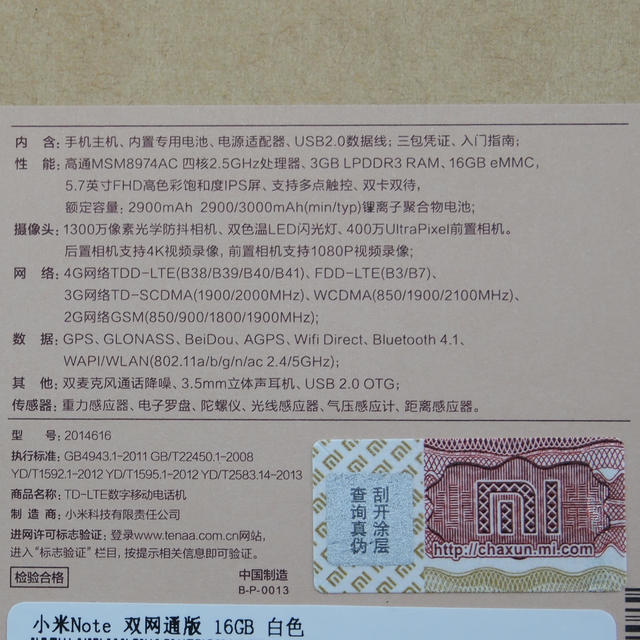 内 含: 手机主机、内置专用电池、电源适配器、USB2.0数据线; 三包凭证、入门指南;
性 能: 高通MSM8974AC 四核2.5GHz处理器、3GB LPDDR3 RAM、16GB eMMC,
5.7英寸FHD高色彩饱和度IPS屏、支持多点触控、双卡双待,
额定容量: 2900mAh 2900/3000mAh(min/typ)锂离子聚合物电池;
摄像头: 1300万像素光学防抖相机、双色温LED闪光灯、400万UltraPixel前置相机。
后置相机支持4K视频录像, 前置相机支持1080P视频录像;
网 络: 4G网络TDD-LTE(B38/B39/B40/B41)、FDD-LTE(B3/B7)、
3G网络TD-SCDMA(1900/2000MHz)、WCDMA(850/1900/2100MHz)、
2G网络GSM(850/900/1800/1900MHz);
数 据: GPS、GLONASS、BeiDou、AGPS、Wifi Direct、Bluetooth 4.1、
WAPI/WLAN(802.11a/b/g/n/ac 2.4/5GHz);
其 他: 双麦克风通话降噪、3.5mm立体声耳机、USB 2.0 OTG;
传感器: 重力感应器、电子罗盘、陀螺仪、光线感应器、气压感应计、距离感应器。
型 号: 2014616
执行标准: GB4943.1-2011 GB/T22450.1-2008
YD/T1592.1-2012 YD/T1595.1-2012 YD/T2583.14-2013
商品名称: TD-LTE数字移动电话机
制 造 商: 小米科技有限责任公司
进网许可标志验证: 登录www.tenaa.com.cn网站,
进入“标志验证”栏目, 按提示相关信息即可验证。
检验合格
中国制造
B-P-0013
刮开涂层
查询真伪
http://chaxun.mi.com
小米Note 双网通版 16GB 白色